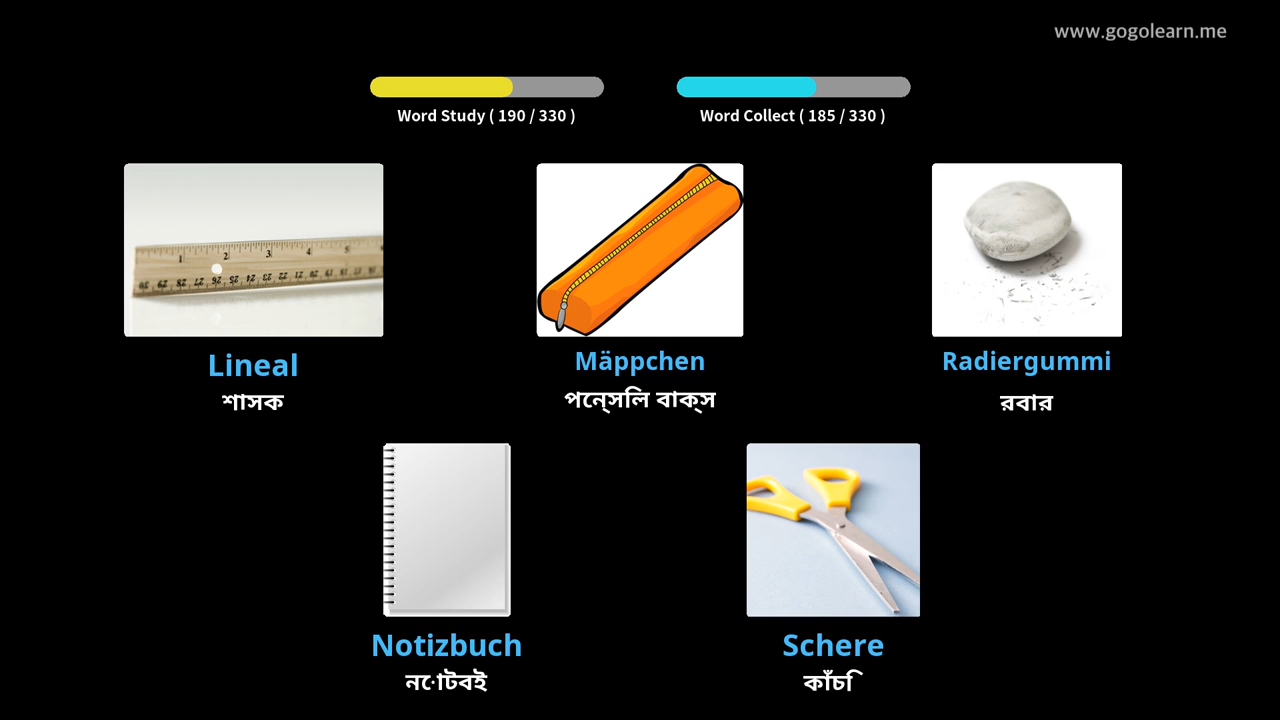 www.gogolearn.me
Word Study ( 190 / 330 )
Word Collect ( 185 / 330 )
Lineal
Mäppchen
Radiergummi
শাসক
পেন্সিল বাক্স
রবার
Notizbuch
Schere
নোটবই
কাঁচি